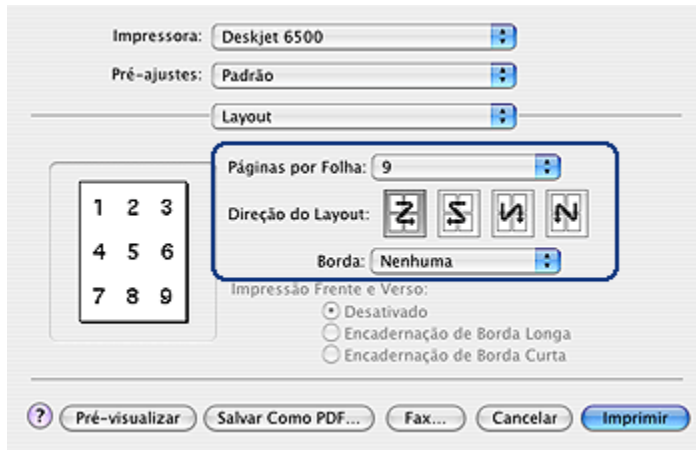 Impressora: Deskjet 6500
Pré-ajustes: Padrão
Layout
Páginas por Folha: 9
1 2 3
4 5 6
7 8 9
Direção do Layout:
Borda: Nenhuma
Impressão Frente e Verso:
Desativado
Encadernação de Borda Longa
Encadernação de Borda Curta
? Pré-visualizar Salvar Como PDF... Fax... Cancelar Imprimir